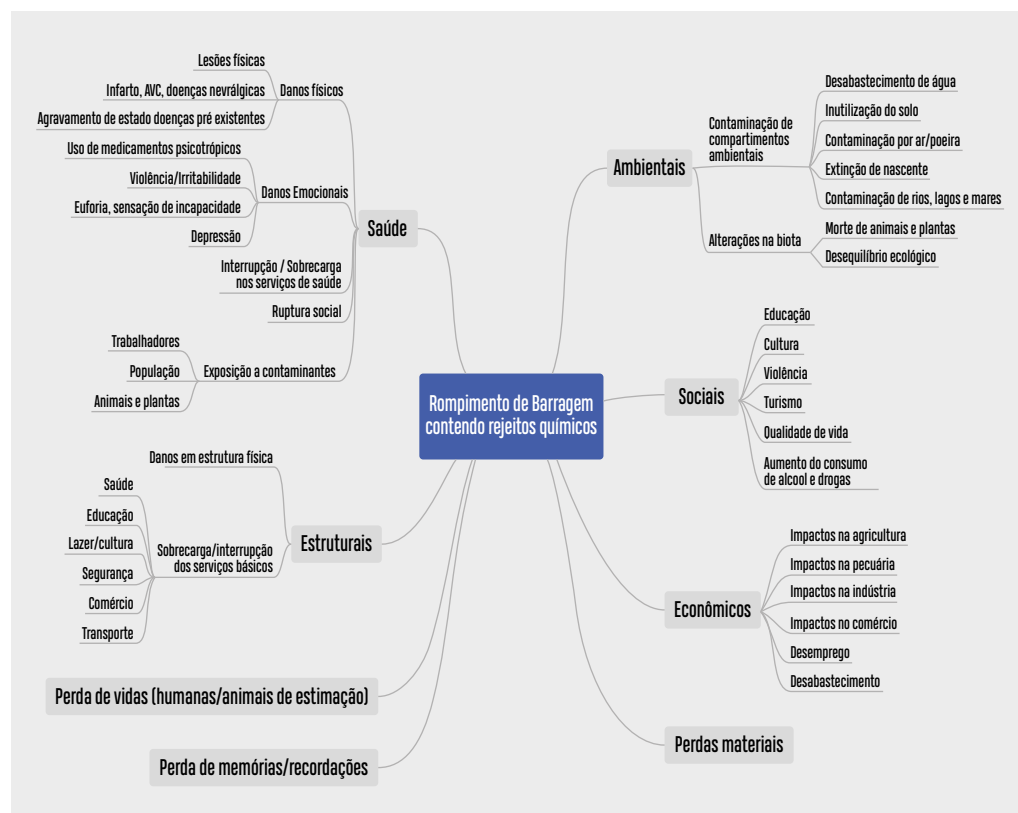 Rompimento de Barragem
contendo rejeitos químicos
Saúde
Danos físicos
Lesões físicas
Infarto, AVC, doenças nevrálgicas
Agravamento de estado doenças pré existentes
Danos Emocionais
Uso de medicamentos psicotrópicos
Violência/Irritabilidade
Euforia, sensação de incapacidade
Depressão
Interrupção / Sobrecarga
nos serviços de saúde
Ruptura social
Exposição a contaminantes
Trabalhadores
População
Animais e plantas
Estruturais
Danos em estrutura física
Sobrecarga/interrupção
dos serviços básicos
Saúde
Educação
Lazer/cultura
Segurança
Comércio
Transporte
Perda de vidas (humanas/animais de estimação)
Perda de memórias/recordações
Ambientais
Contaminação de
compartimentos
ambientais
Desabastecimento de água
Inutilização do solo
Contaminação por ar/poeira
Extinção de nascente
Contaminação de rios, lagos e mares
Alterações na biota
Morte de animais e plantas
Desequilíbrio ecológico
Sociais
Educação
Cultura
Violência
Turismo
Qualidade de vida
Aumento do consumo
de alcool e drogas
Econômicos
Impactos na agricultura
Impactos na pecuária
Impactos na indústria
Impactos no comércio
Desemprego
Desabastecimento
Perdas materiais